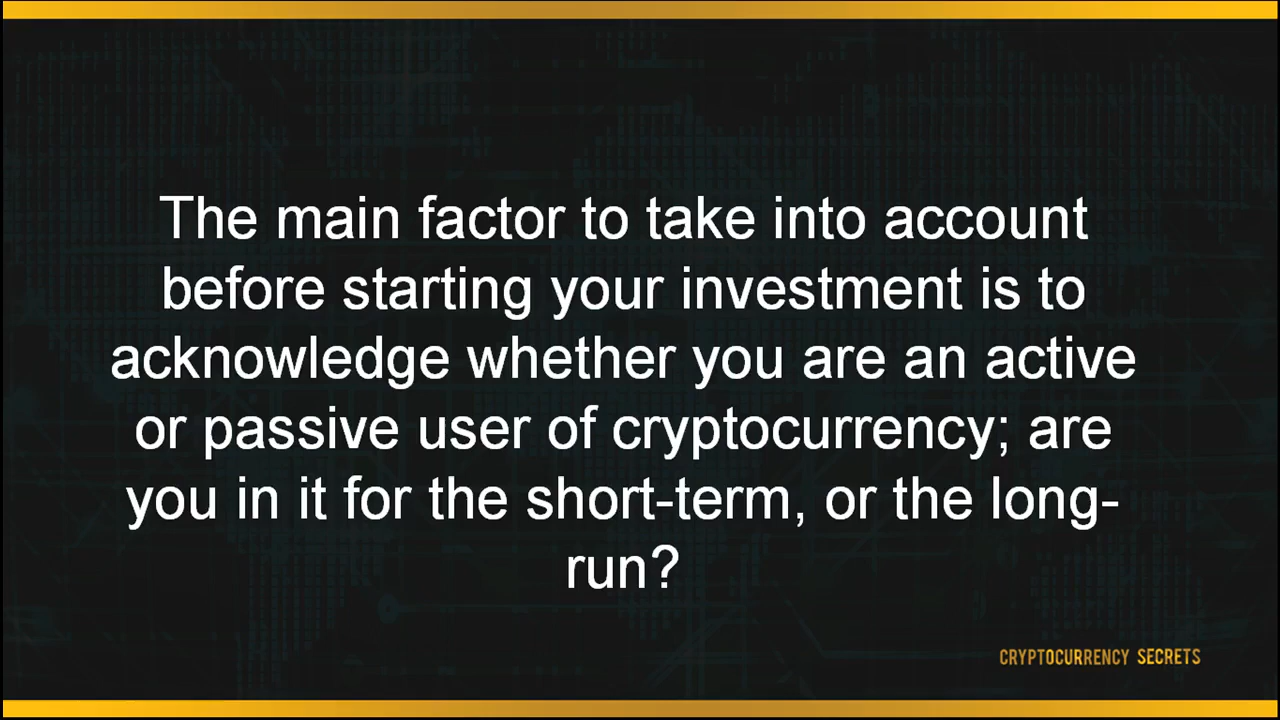 The main factor to take into account
before starting your investment is to
acknowledge whether you are an active
or passive user of cryptocurrency; are
you in it for the short-term, or the long-
run?
CRYPTOCURRENCY SECRETS